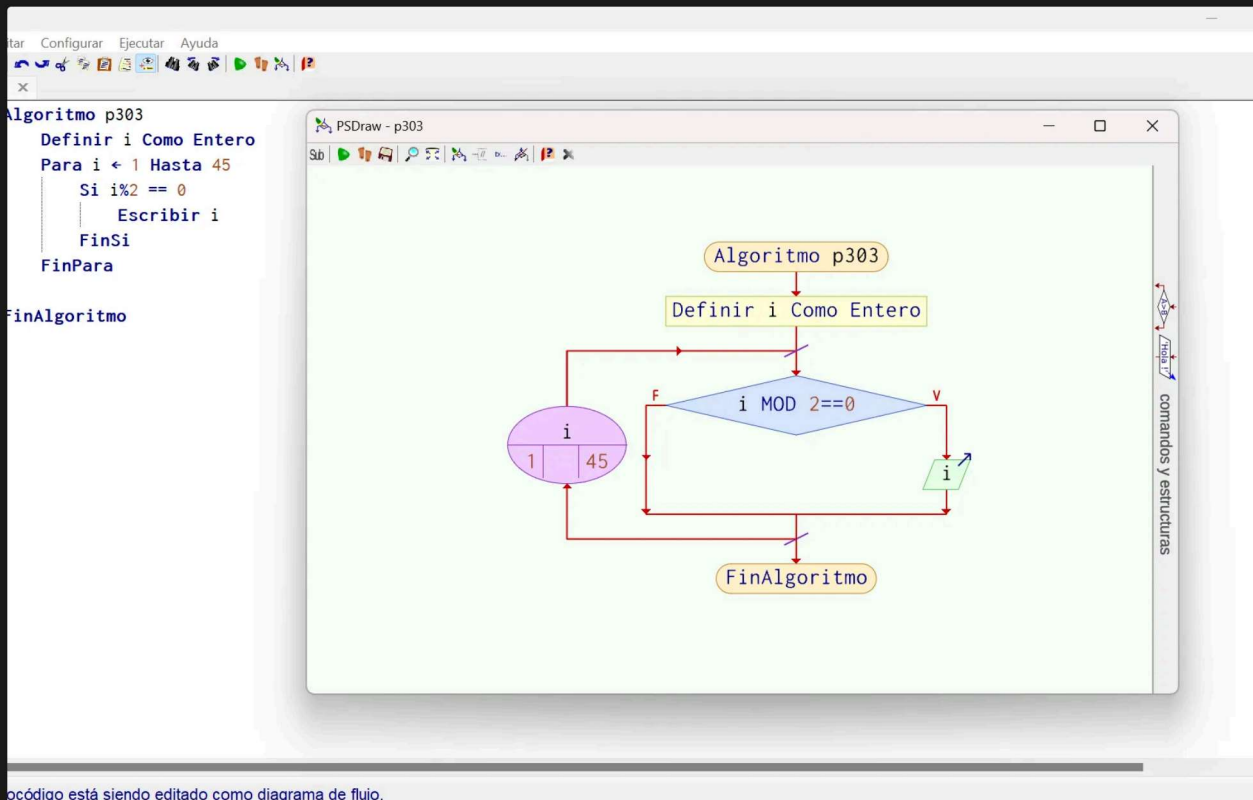 itar Configurar Ejecutar Ayuda
Algoritmo p303
Definir i Como Entero
Para i ← 1 Hasta 45
Si i%2 == 0
Escribir i
FinSi
FinPara
FinAlgoritmo
PSDraw - p303
Sub
Algoritmo p303
Definir i Como Entero
F
i MOD 2==0
V
i
1 45
i
FinAlgoritmo
A>B
'Hola !'
comandos y estructuras
ocódigo está siendo editado como diagrama de flujo.